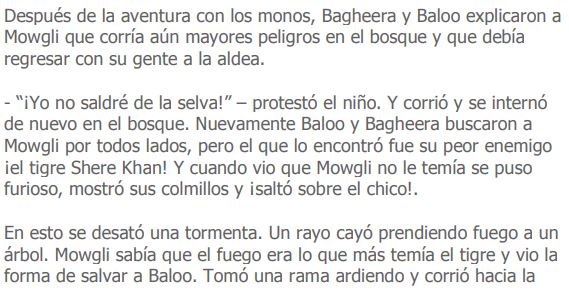 Después de la aventura con los monos, Bagheera y Baloo explicaron a
Mowgli que corría aún mayores peligros en el bosque y que debía
regresar con su gente a la aldea.
- “¡Yo no saldré de la selva!” – protestó el niño. Y corrió y se internó
de nuevo en el bosque. Nuevamente Baloo y Bagheera buscaron a
Mowgli por todos lados, pero el que lo encontró fue su peor enemigo
¡el tigre Shere Khan! Y cuando vio que Mowgli no le temía se puso
furioso, mostró sus colmillos y ¡saltó sobre el chico!.
En esto se desató una tormenta. Un rayo cayó prendiendo fuego a un
árbol. Mowgli sabía que el fuego era lo que más temía el tigre y vio la
forma de salvar a Baloo. Tomó una rama ardiendo y corrió hacia la